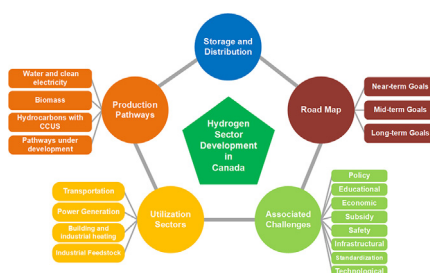 Storage and
Distribution
Water and clean
electricity
Biomass
Hydrocarbons with
CCUS
Pathways under
development
Production
Pathways
Hydrogen
Sector
Development
in
Canada
Road Map
Near-term Goals
Mid-term Goals
Long-term Goals
Transportation
Power Generation
Building and
industrial heating
Industrial Feedstock
Utilization
Sectors
Associated
Challenges
Policy
Educational
Economic
Subsidy
Safety
Infrastructural
Standardization
Technological